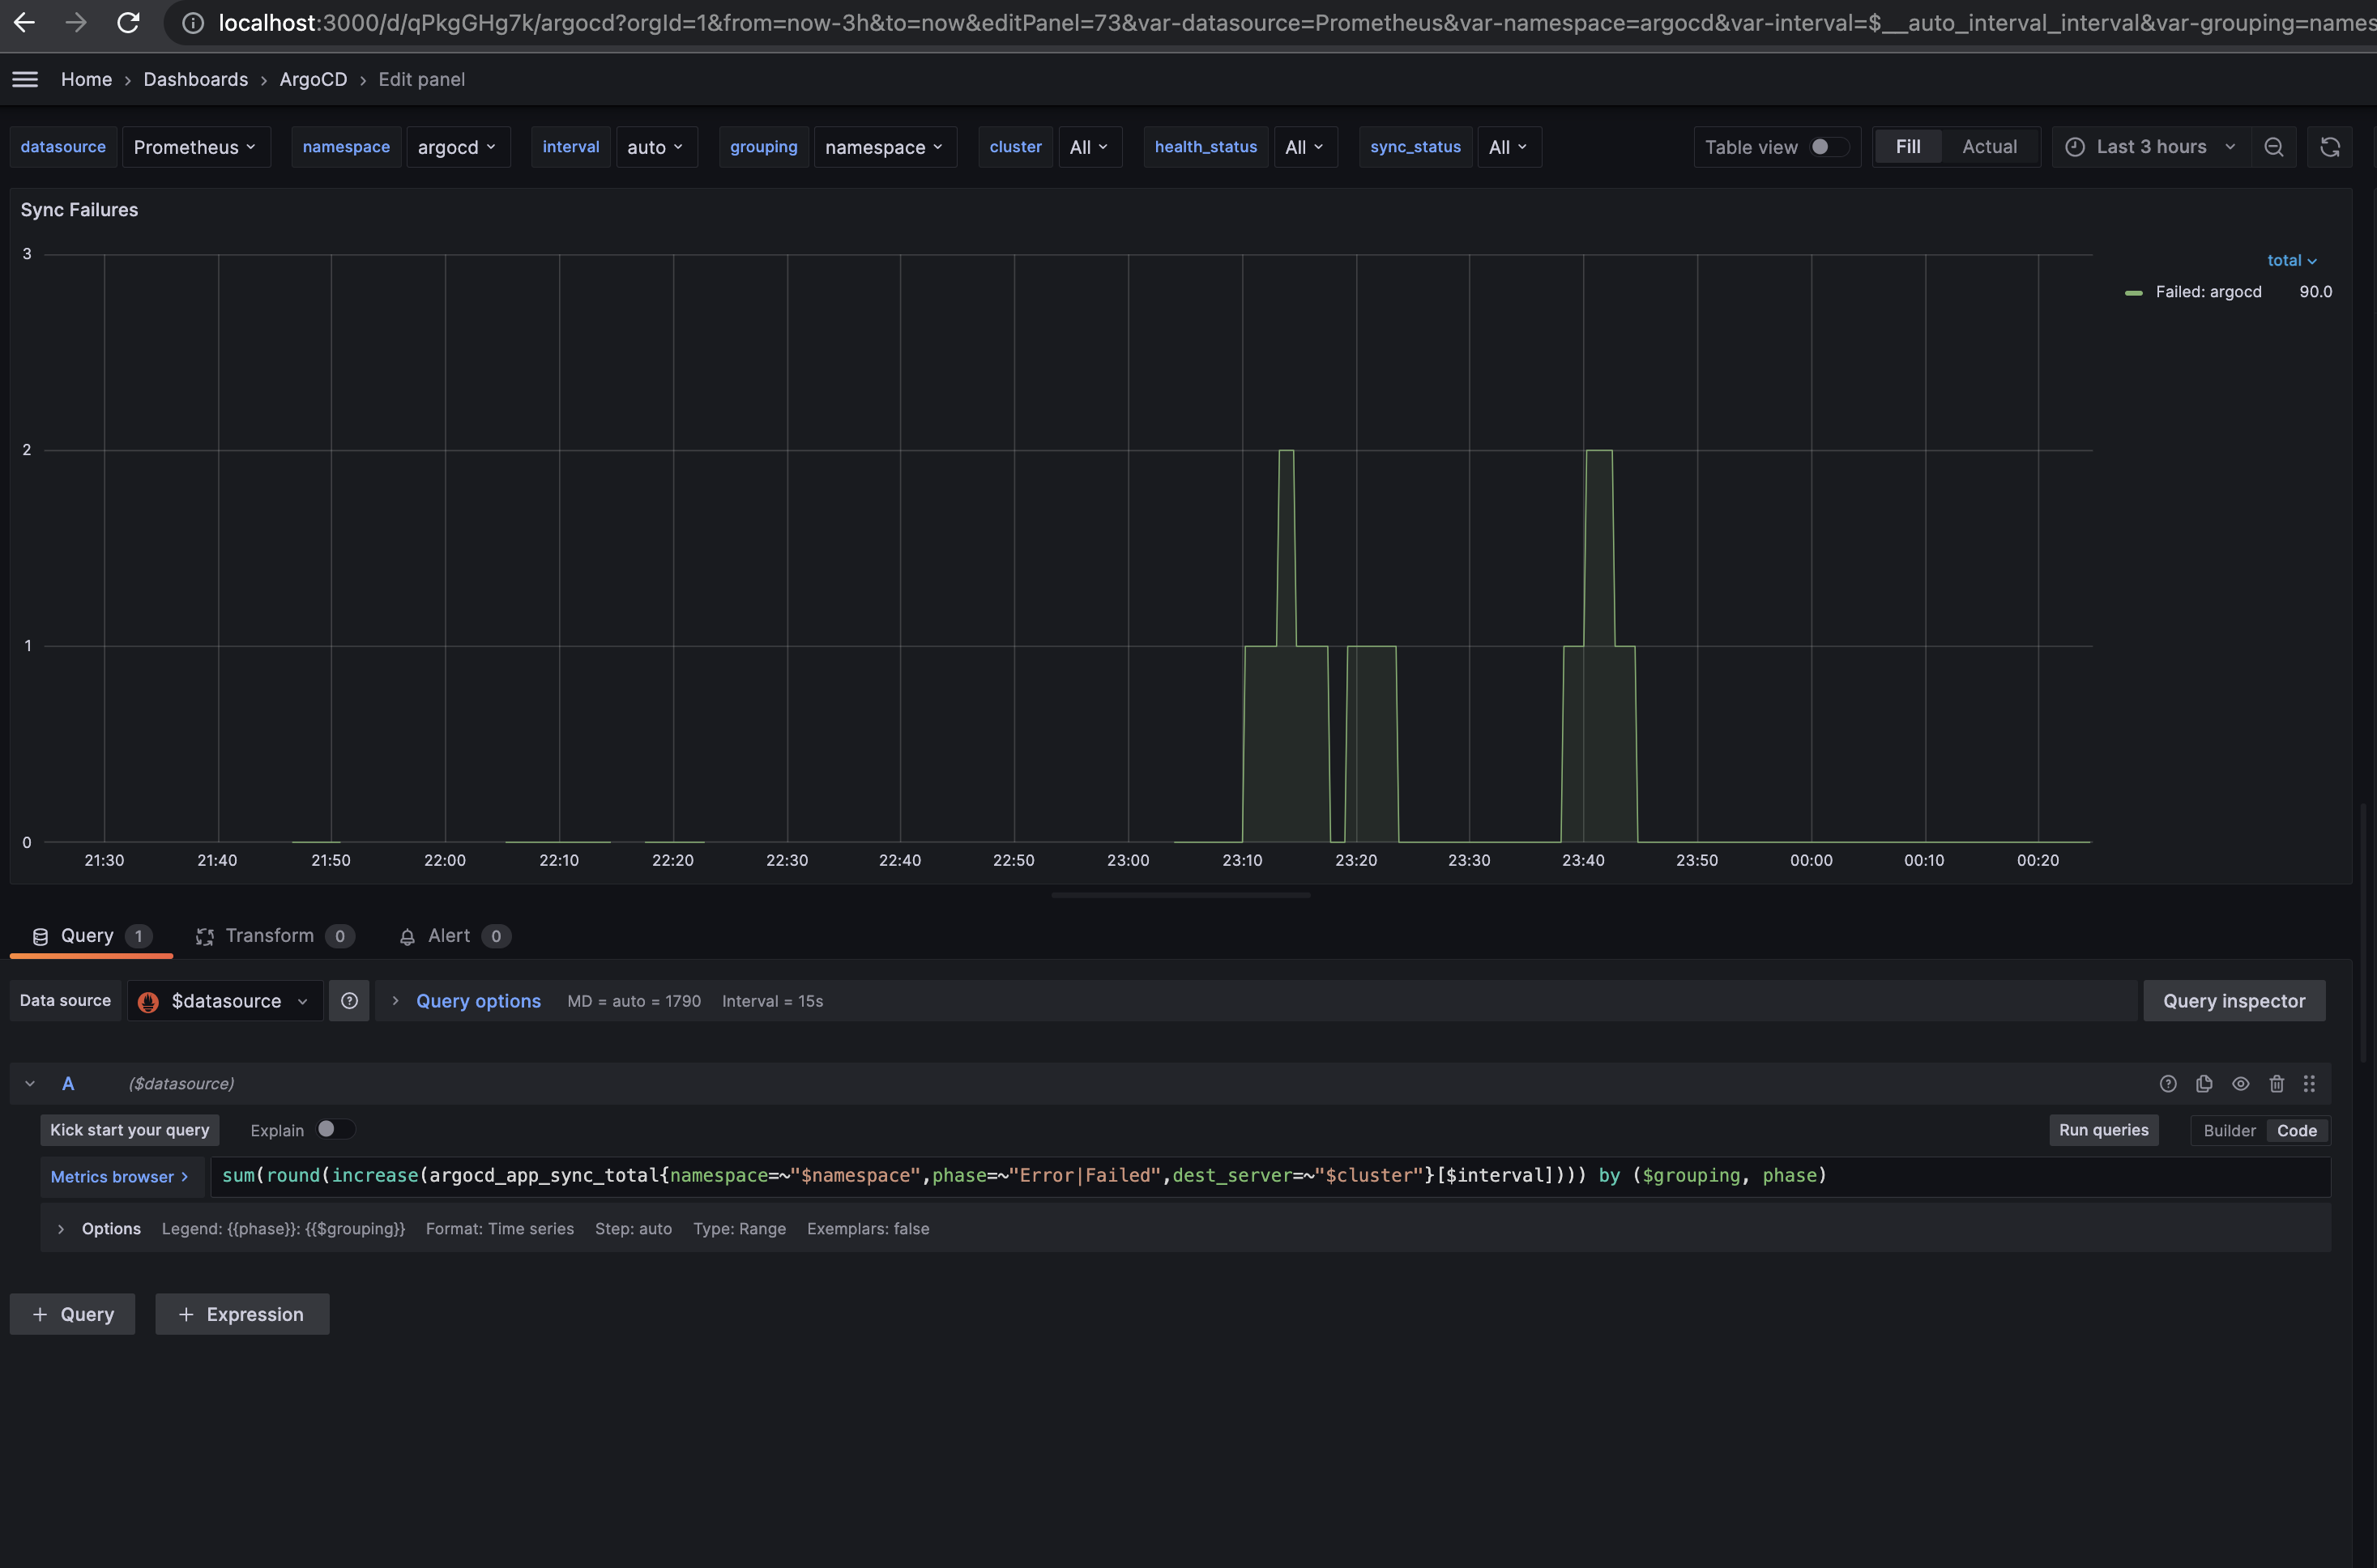 localhost:3000/d/qPkgGHg7k/argocd?orgId=1&from=now-3h&to=now&editPanel=73&var-datasource=Prometheus&var-namespace=argocd&var-interval=$__auto_interval_interval&var-grouping=names
Home › Dashboards › ArgoCD › Edit panel
datasource Prometheus namespace argocd interval auto grouping namespace cluster All health_status All sync_status All Table view Fill Actual Last 3 hours
Sync Failures
3
2
1
0
21:30 21:40 21:50 22:00 22:10 22:20 22:30 22:40 22:50 23:00 23:10 23:20 23:30 23:40 23:50 00:00 00:10 00:20
total
Failed: argocd 90.0
Query 1 Transform 0 Alert 0
Data source $datasource Query options MD = auto = 1790 Interval = 15s Query inspector
A ($datasource)
Kick start your query Explain Run queries Builder Code
Metrics browser > sum(round(increase(argocd_app_sync_total{namespace=~"$namespace",phase=~"Error|Failed",dest_server=~"$cluster"}[$interval]))) by ($grouping, phase)
Options Legend: {{phase}}: {{$grouping}} Format: Time series Step: auto Type: Range Exemplars: false
+ Query + Expression